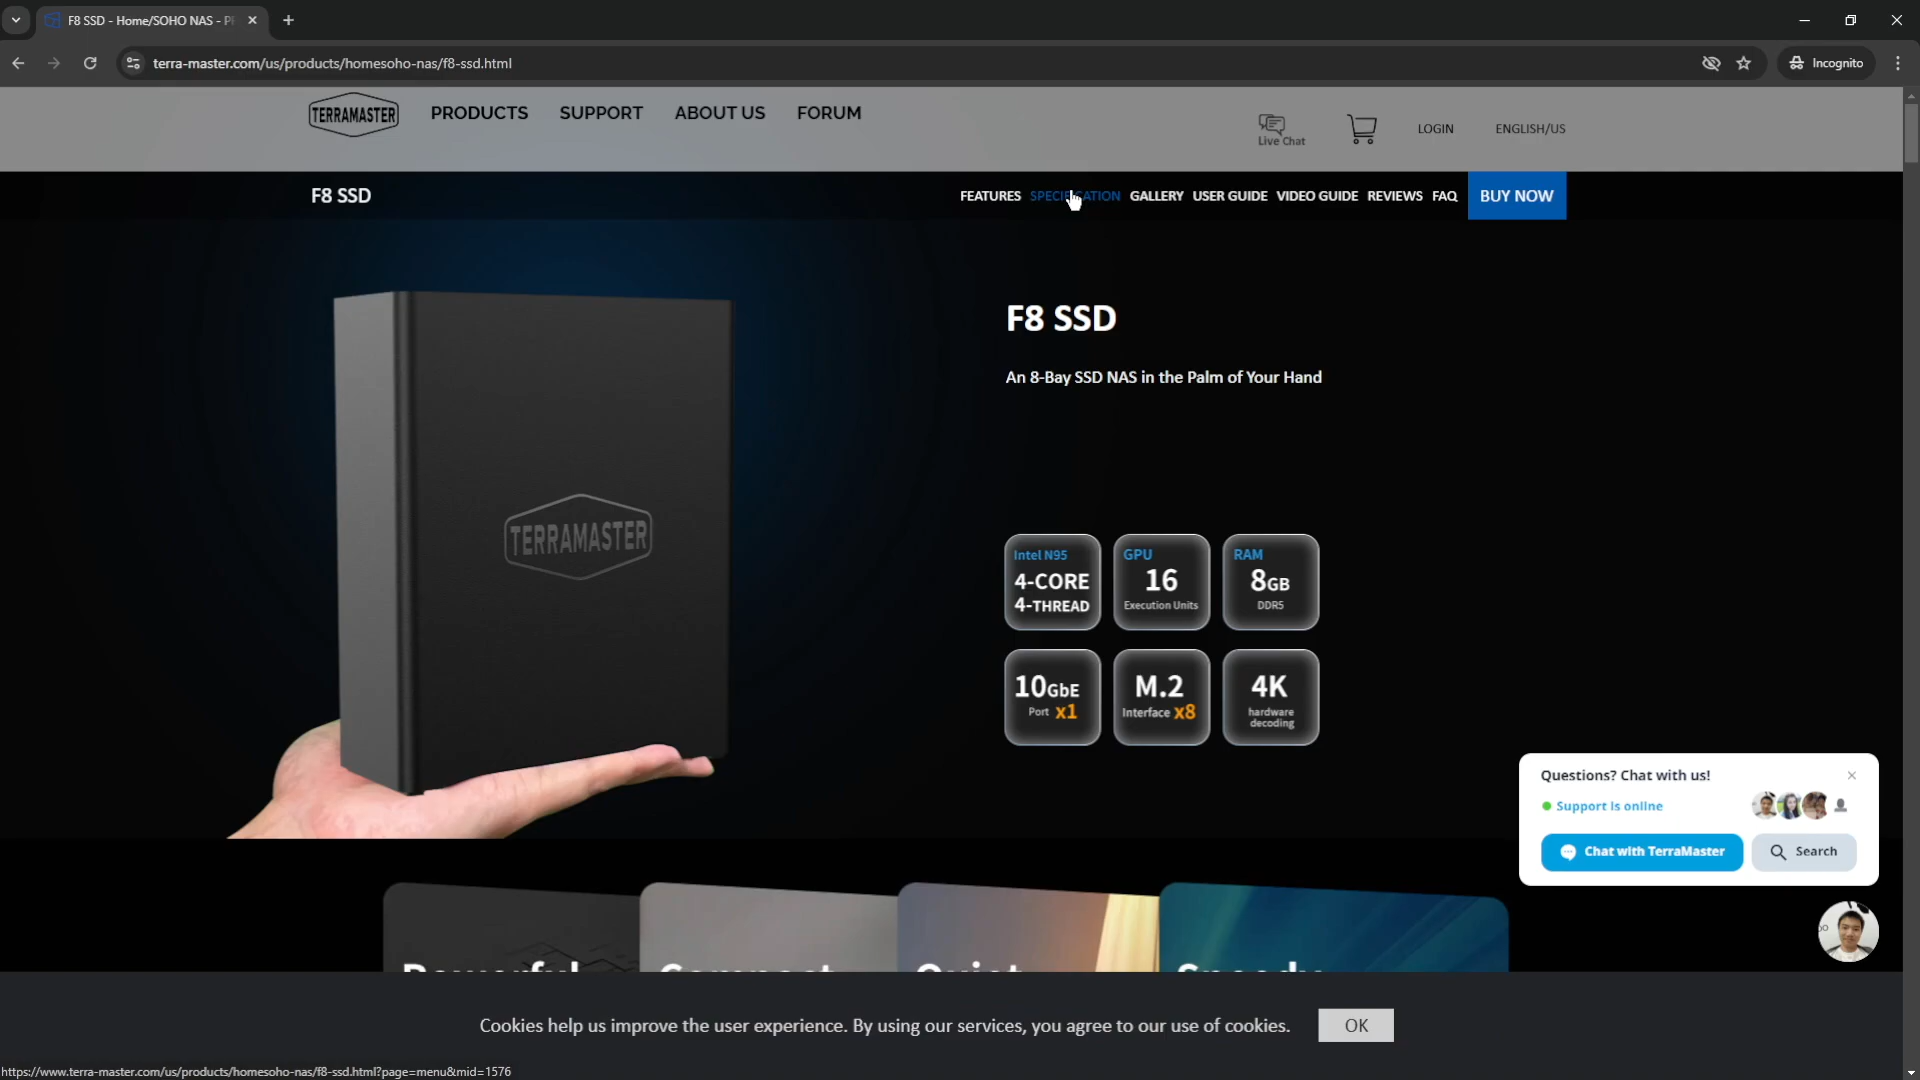 F8 SSD - Home/SOHO NAS - P
terra-master.com/us/products/homesoho-nas/f8-ssd.html
Incognito
TERRAMASTER
PRODUCTS
SUPPORT
ABOUT US
FORUM
Live Chat
LOGIN
ENGLISH/US
F8 SSD
FEATURES
SPECIFICATION
GALLERY
USER GUIDE
VIDEO GUIDE
REVIEWS
FAQ
BUY NOW
TERRAMASTER
F8 SSD
An 8-Bay SSD NAS in the Palm of Your Hand
Intel N95
4-CORE
4-THREAD
GPU
16
Execution Units
RAM
8GB
DDR5
10GbE
Port x1
M.2
Interface x8
4K
hardware
decoding
Questions? Chat with us!
Support is online
Chat with TerraMaster
Search
Powerful
Compact
Quiet
Speedy
Cookies help us improve the user experience. By using our services, you agree to our use of cookies.
OK
https://www.terra-master.com/us/products/homesoho-nas/f8-ssd.html?page=menu&mid=1576